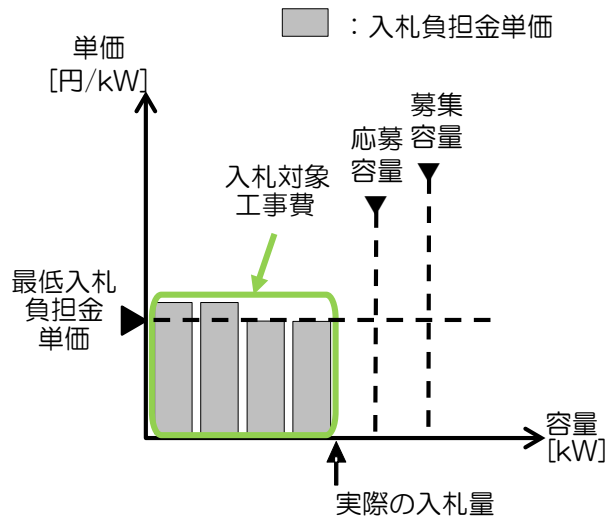 ：入札負担金単価
単価
[円/kW]
募集
容量
応募
容量
入札対象
工事費
最低入札
負担金
単価
容量
[kW]
実際の入札量